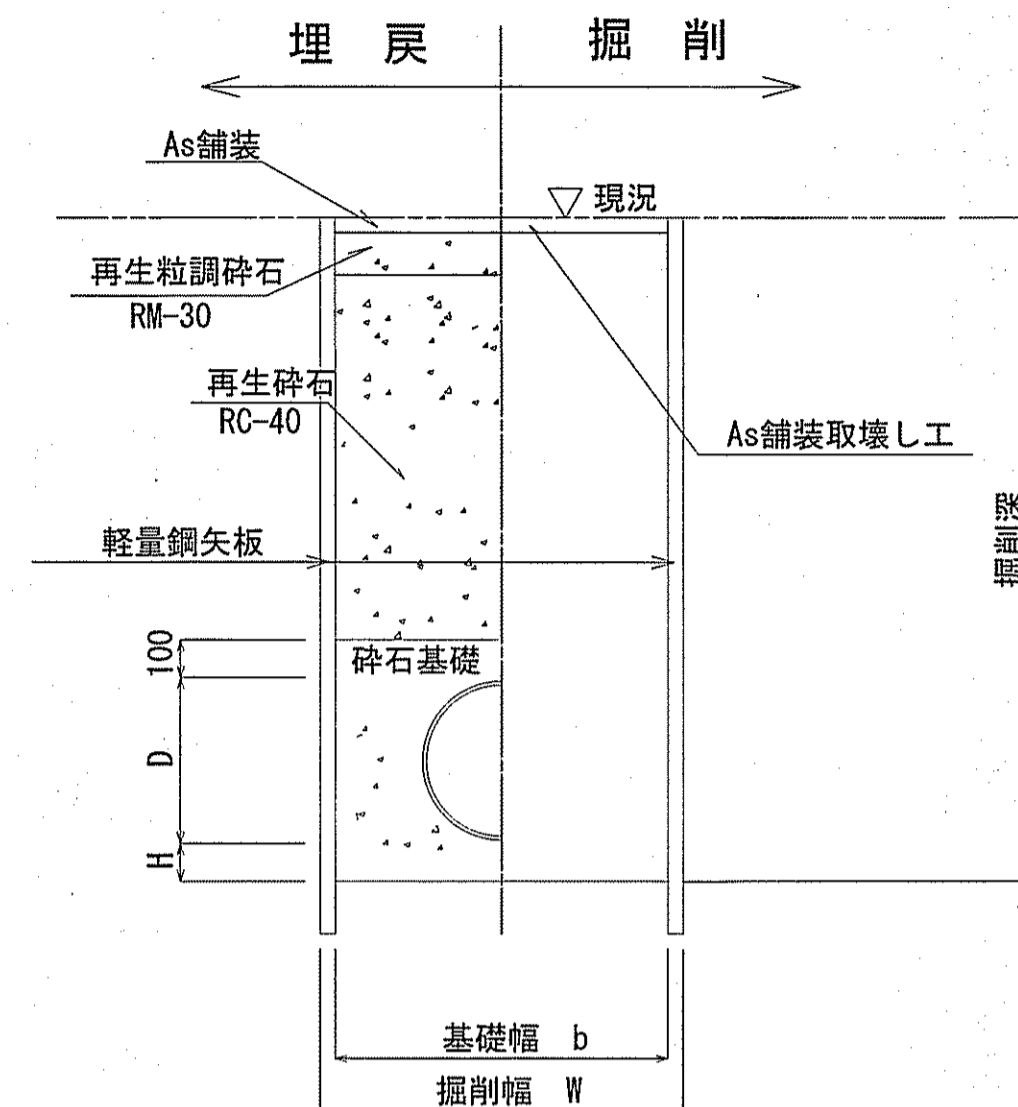 埋 戻 掘 削
As舗装
現況
再生粒調砕石
RM-30
再生砕石
RC-40
As舗装取壊し工
軽量鋼矢板
100
砕石基礎
D
H
基礎幅 b
掘削幅 W